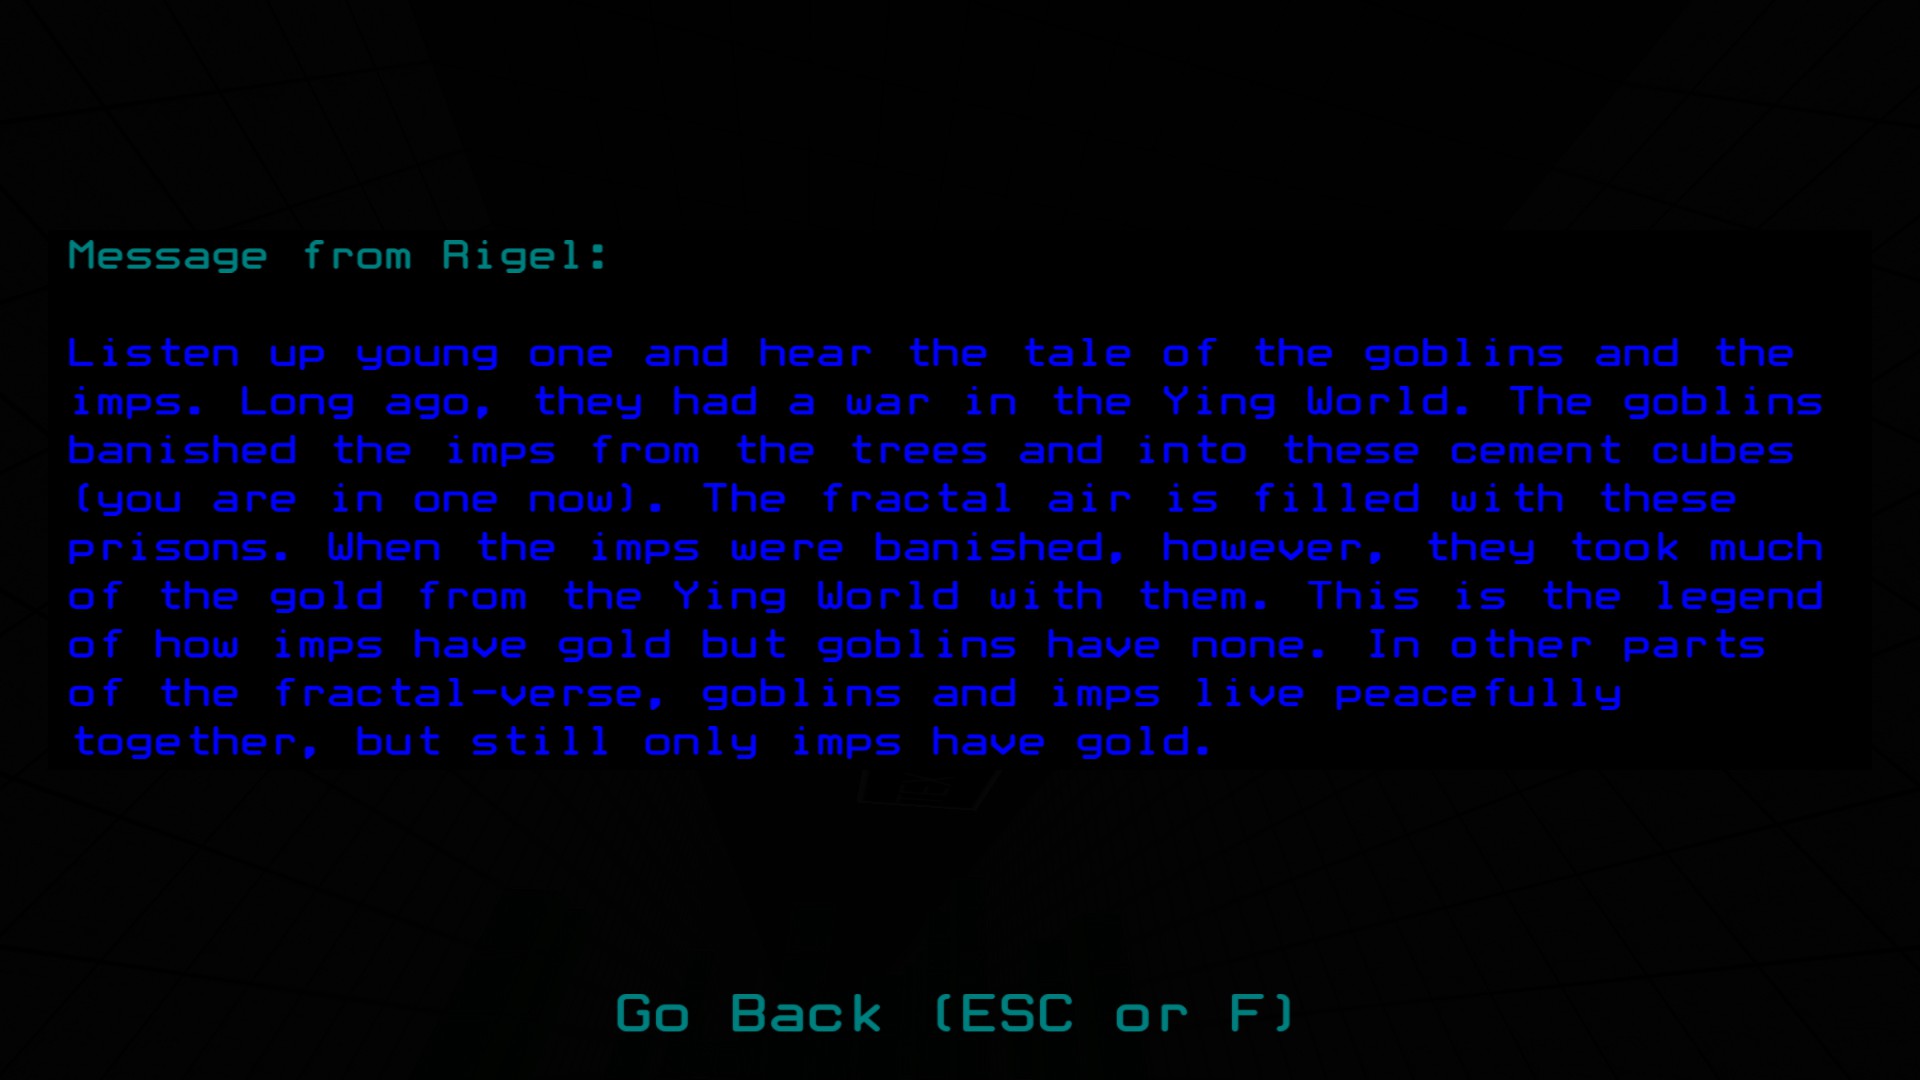 Message from Rigel:
Listen up young one and hear the tale of the goblins and the
imps. Long ago, they had a war in the Ying World. The goblins
banished the imps from the trees and into these cement cubes
(you are in one now). The fractal air is filled with these
prisons. When the imps were banished, however, they took much
of the gold from the Ying World with them. This is the legend
of how imps have gold but goblins have none. In other parts
of the fractal-verse, goblins and imps live peacefully
together, but still only imps have gold.
Go Back (ESC or F)